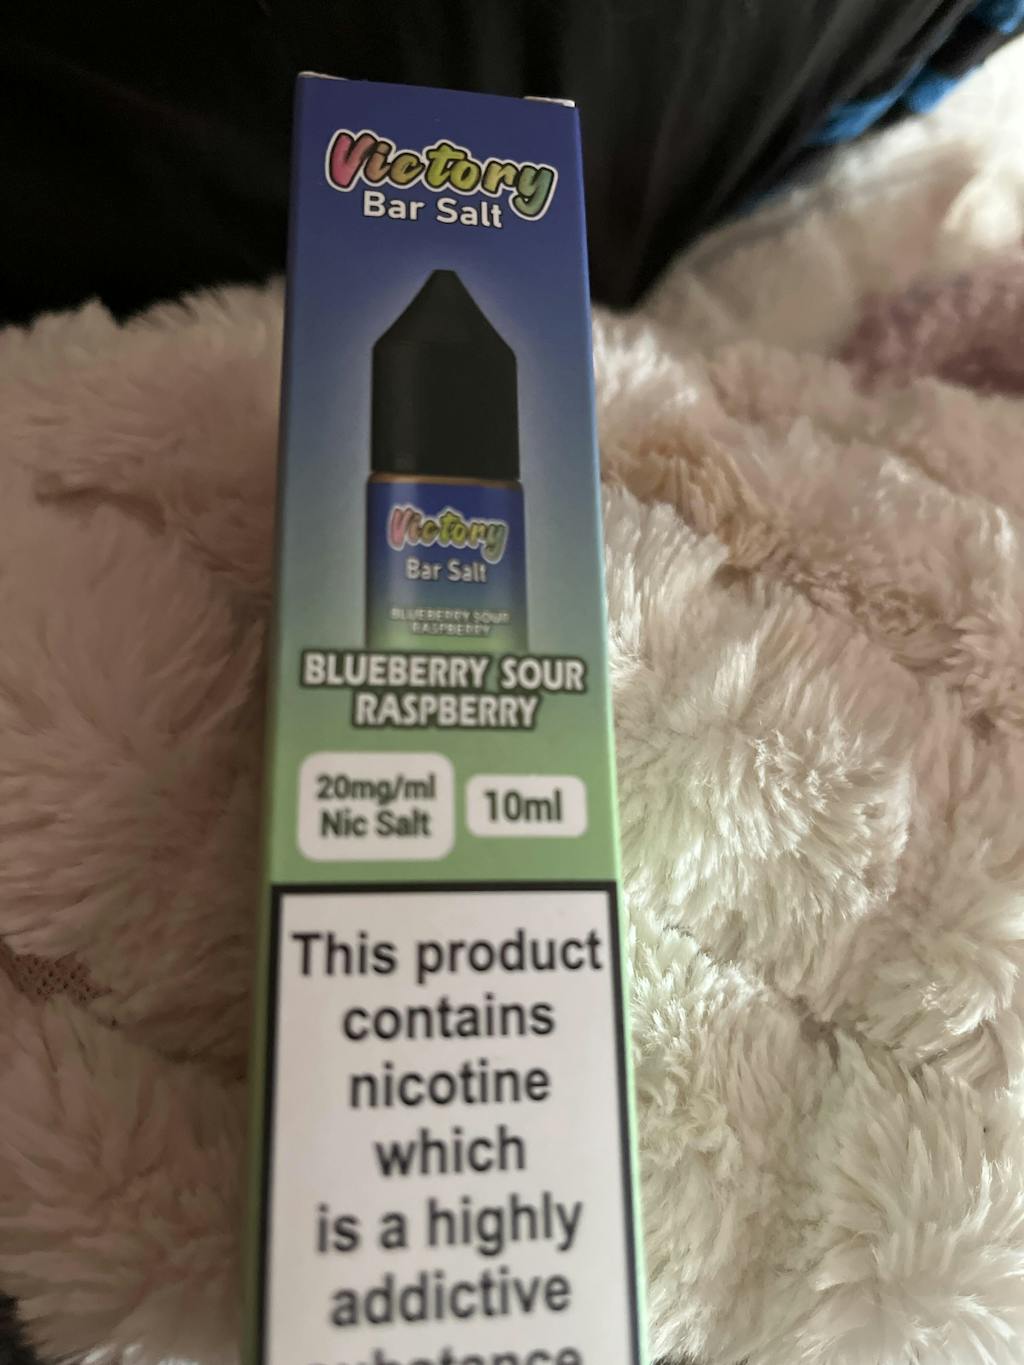 Victory
Bar Salt
Victory
Bar Salt
BLUEBERRY SOUR
RASPBERRY
BLUEBERRY SOUR
RASPBERRY
20mg/ml
Nic Salt
10ml
This product
contains
nicotine
which
is a highly
addictive
substance